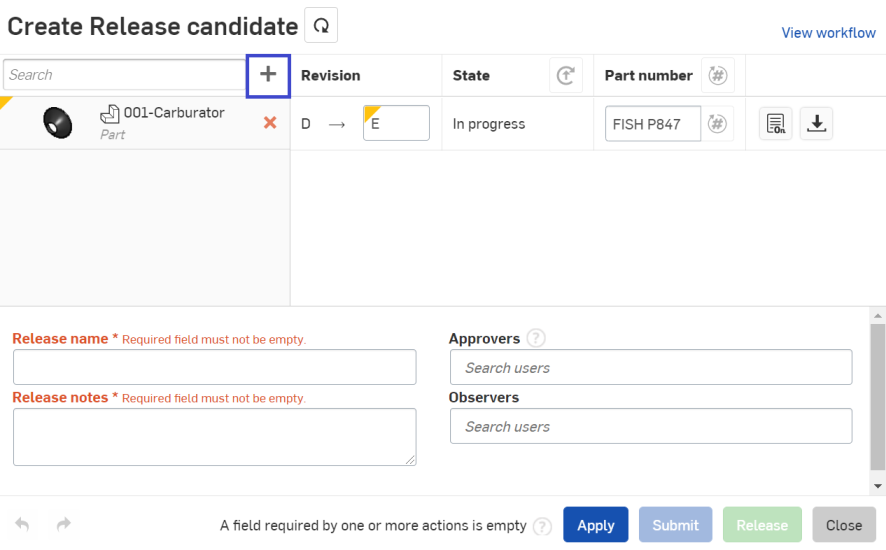 Create Release candidate
View workflow
Search + Revision State Part number #
001-Carburator
Part
D → E In progress FISH P847 #
Release name * Required field must not be empty.
Approvers ?
Search users
Release notes * Required field must not be empty.
Observers
Search users
A field required by one or more actions is empty ? Apply Submit Release Close